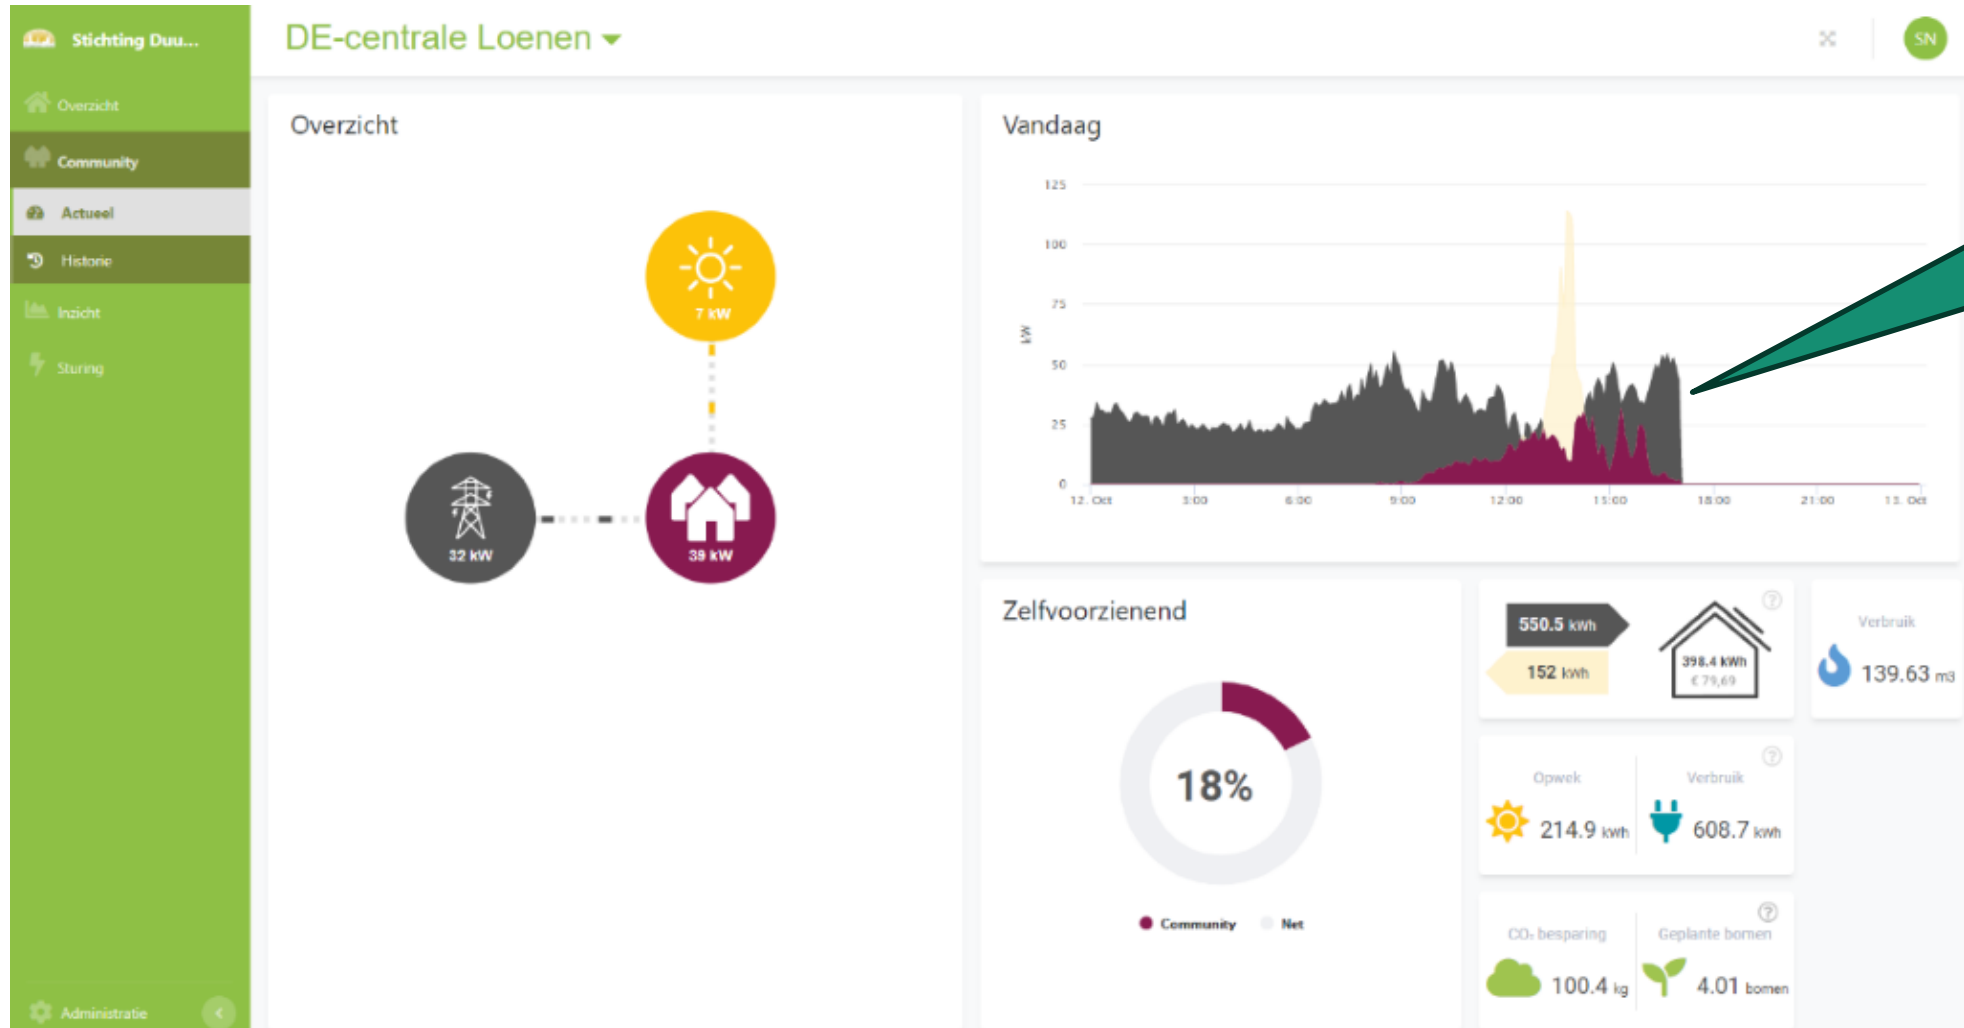 Stichting Duu...
DE-centrale Loenen
SN
Overzicht
Community
Actueel
Historie
Inzicht
Sturing
Administratie
Overzicht
7 kW
32 kW
39 kW
Vandaag
125
100
75
50
25
0
kW
12. Oct 3:00 6:00 9:00 12:00 15:00 18:00 21:00 13. Oct
Zelfvoorzienend
18%
Community Net
550.5 kWh
152 kWh
398.4 kWh
€ 79,69
?
Verbruik
139.63 m3
?
Opwek Verbruik
214.9 kWh 608.7 kWh
?
CO₂ besparing Geplante bomen
100.4 kg 4.01 bomen